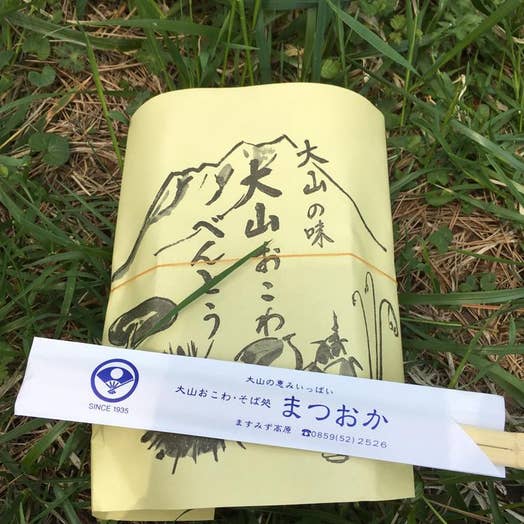 大山の味
大山おこわ
べんとう
SINCE 1935
大山の恵みいっぱい
大山おこわ・そば処 まつおか
ますみず高原 ☎0859(52)2526